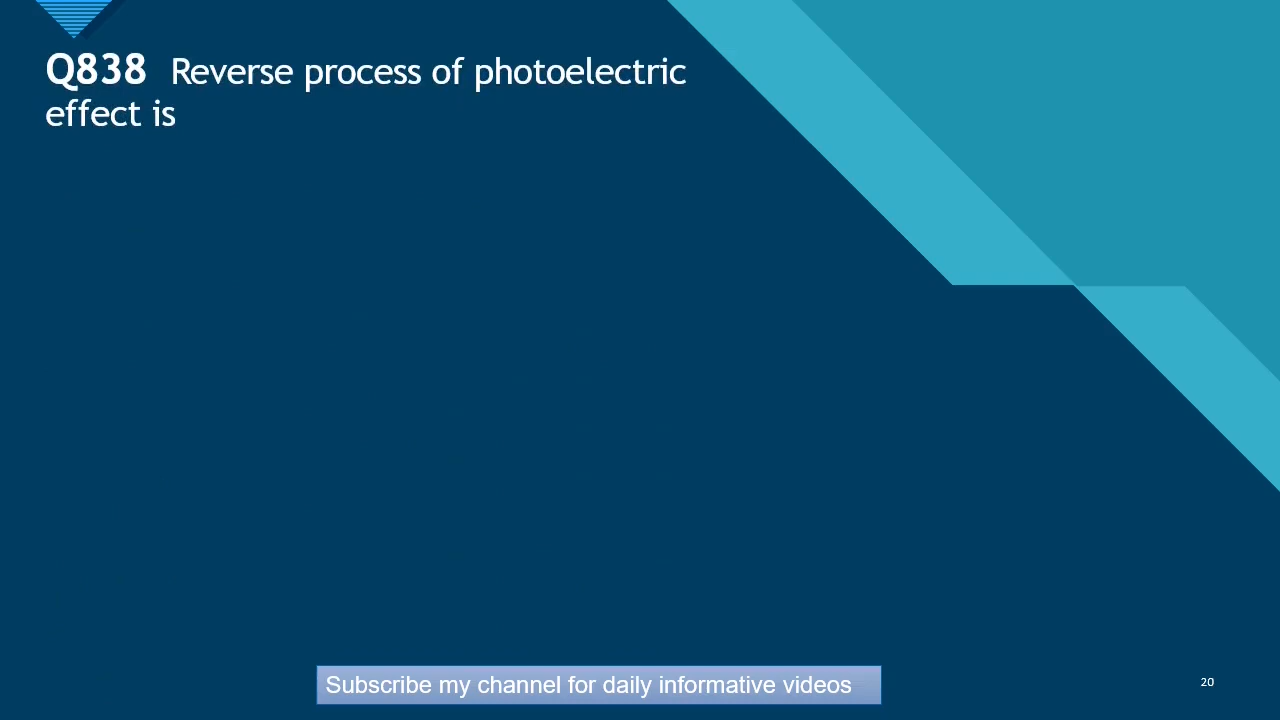 Q838 Reverse process of photoelectric
effect is
Subscribe my channel for daily informative videos
20